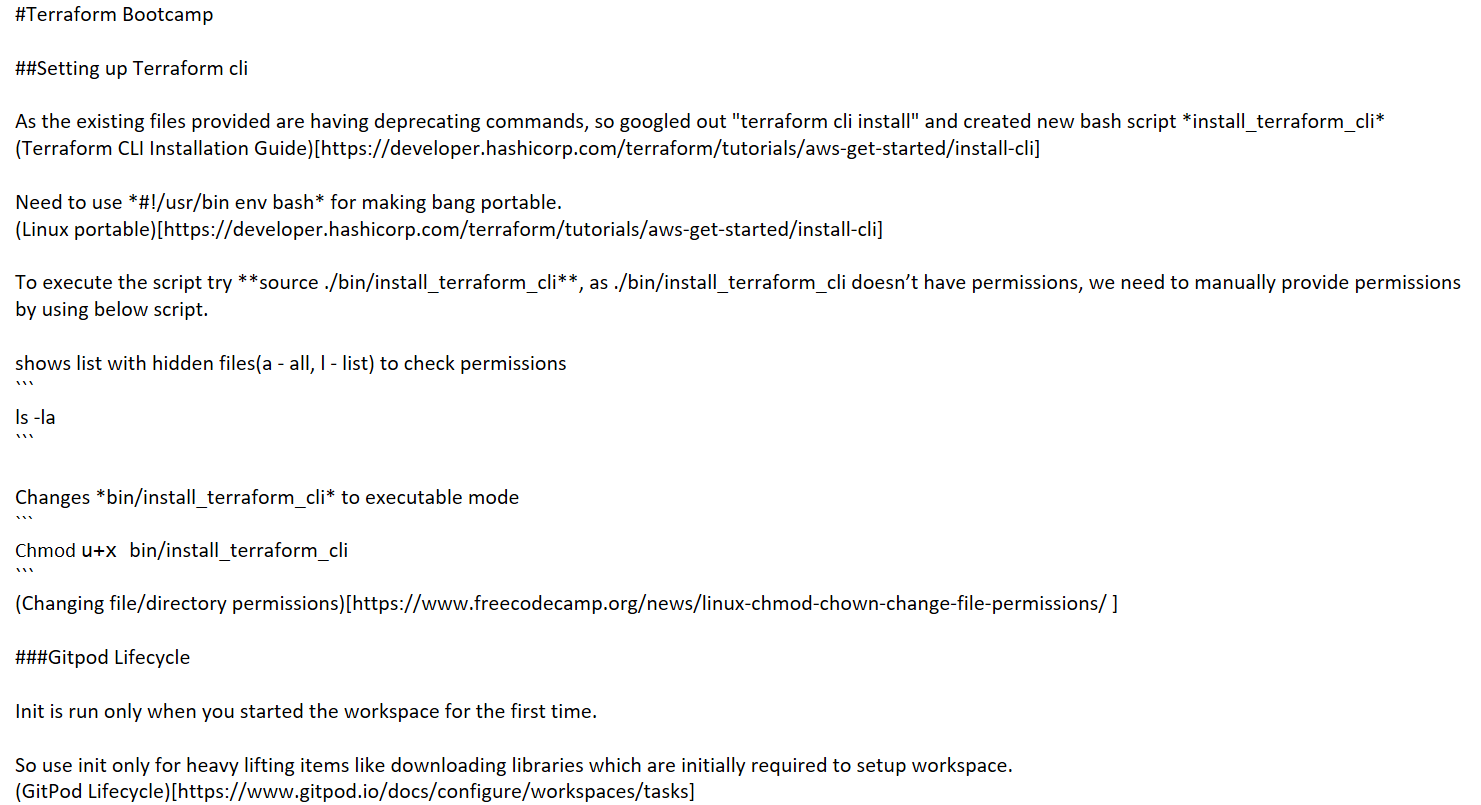 #Terraform Bootcamp
##Setting up Terraform cli
As the existing files provided are having deprecating commands, so googled out "terraform cli install" and created new bash script *install_terraform_cli*
(Terraform CLI Installation Guide)[https://developer.hashicorp.com/terraform/tutorials/aws-get-started/install-cli]
Need to use *#!/usr/bin env bash* for making bang portable.
(Linux portable)[https://developer.hashicorp.com/terraform/tutorials/aws-get-started/install-cli]
To execute the script try **source ./bin/install_terraform_cli**, as ./bin/install_terraform_cli doesn’t have permissions, we need to manually provide permissions
by using below script.
shows list with hidden files(a - all, l - list) to check permissions
```
ls -la
```
Changes *bin/install_terraform_cli* to executable mode
```
Chmod u+x  bin/install_terraform_cli
```
(Changing file/directory permissions)[https://www.freecodecamp.org/news/linux-chmod-chown-change-file-permissions/ ]
###Gitpod Lifecycle
Init is run only when you started the workspace for the first time.
So use init only for heavy lifting items like downloading libraries which are initially required to setup workspace.
(GitPod Lifecycle)[https://www.gitpod.io/docs/configure/workspaces/tasks]